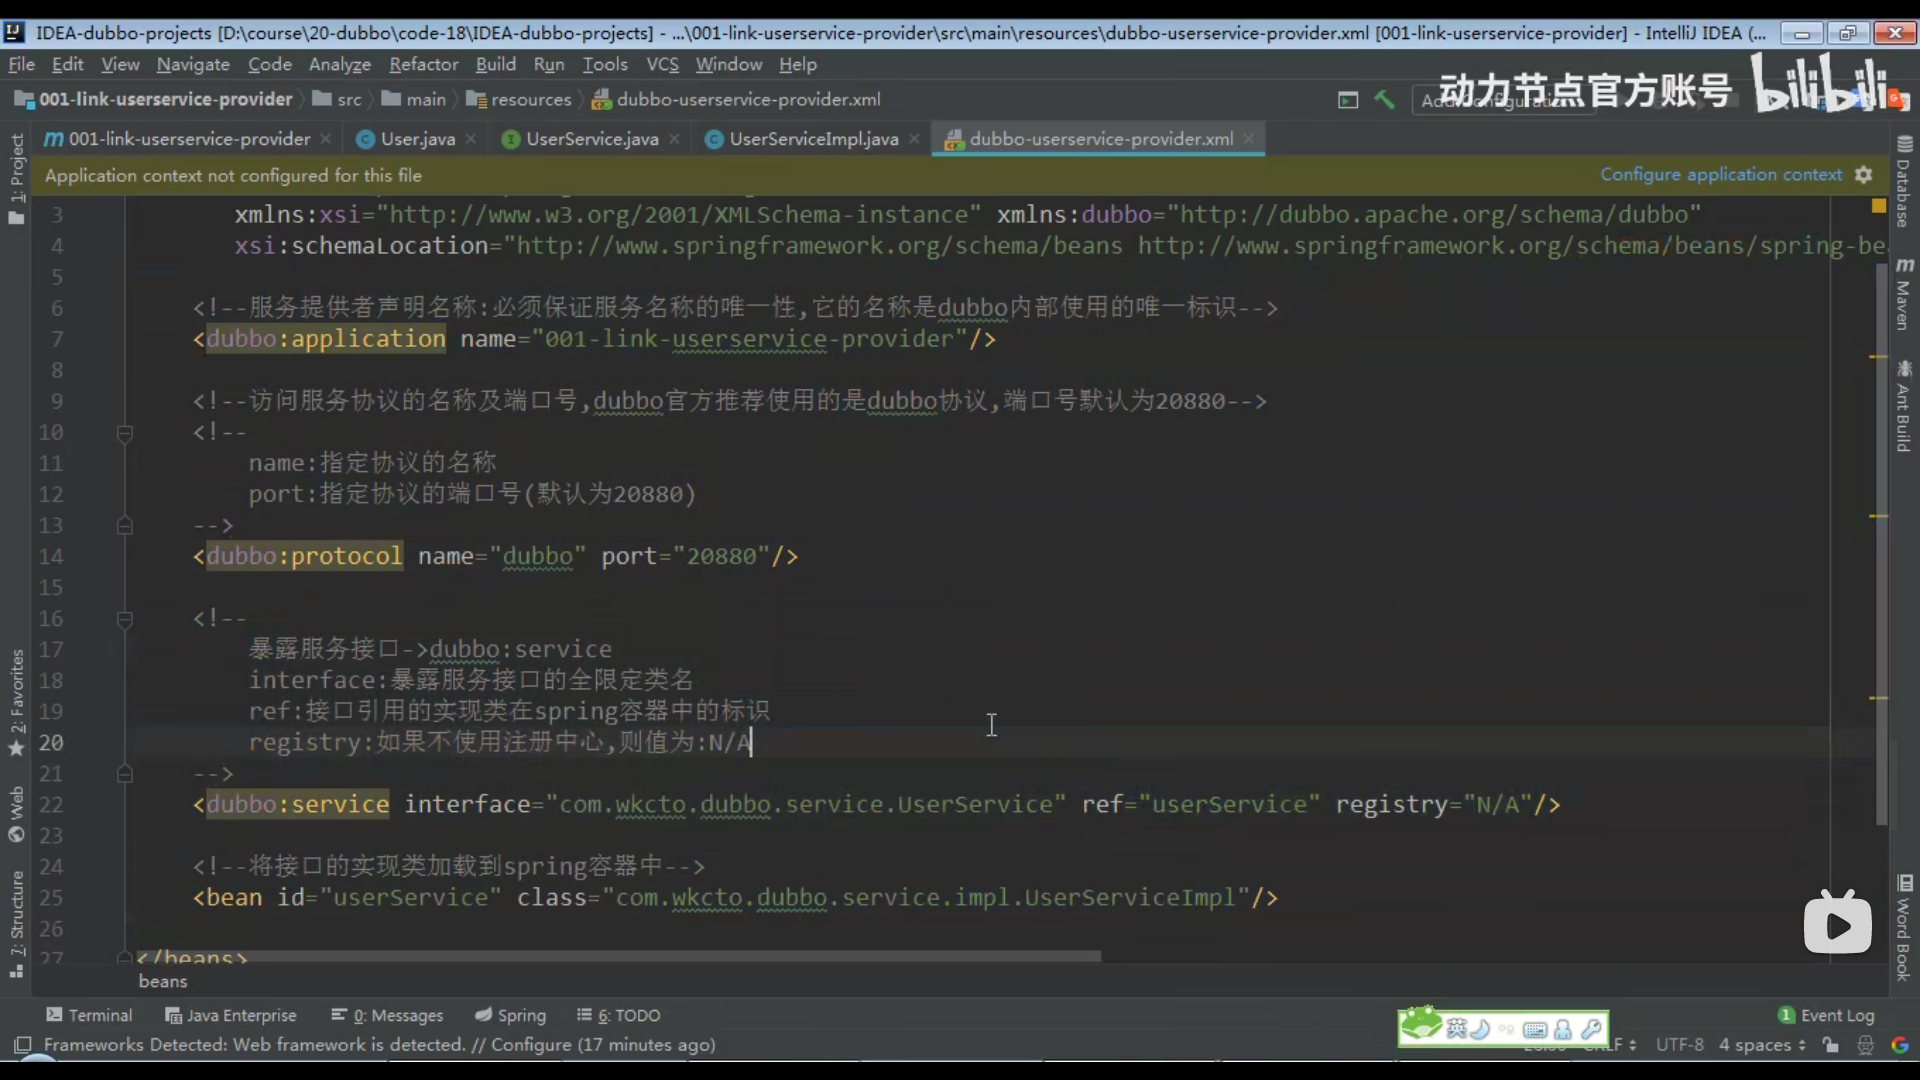 IDEA-dubbo-projects [D:\course\20-dubbo\code-18\IDEA-dubbo-projects] - ...\001-link-userservice-provider\src\main\resources\dubbo-userservice-provider.xml [001-link-userservice-provider] - IntelliJ IDEA (...
File Edit View Navigate Code Analyze Refactor Build Run Tools VCS Window Help
动力节点官方账号 bilibili
001-link-userservice-provider src main resources dubbo-userservice-provider.xml
001-link-userservice-provider User.java UserService.java UserServiceImpl.java dubbo-userservice-provider.xml
Application context not configured for this file Configure application context
3 xmlns:xsi="http://www.w3.org/2001/XMLSchema-instance" xmlns:dubbo="http://dubbo.apache.org/schema/dubbo"
4 xsi:schemaLocation="http://www.springframework.org/schema/beans http://www.springframework.org/schema/beans/spring-be
5
6 <!--服务提供者声明名称:必须保证服务名称的唯一性,它的名称是dubbo内部使用的唯一标识-->
7 <dubbo:application name="001-link-userservice-provider"/>
8
9 <!--访问服务协议的名称及端口号,dubbo官方推荐使用的是dubbo协议,端口号默认为20880-->
10 <!--
11 name:指定协议的名称
12 port:指定协议的端口号(默认为20880)
13 -->
14 <dubbo:protocol name="dubbo" port="20880"/>
15
16 <!--
17 暴露服务接口->dubbo:service
18 interface:暴露服务接口的全限定类名
19 ref:接口引用的实现类在spring容器中的标识
20 registry:如果不使用注册中心,则值为:N/A
21 -->
22 <dubbo:service interface="com.wkcto.dubbo.service.UserService" ref="userService" registry="N/A"/>
23
24 <!--将接口的实现类加载到spring容器中-->
25 <bean id="userService" class="com.wkcto.dubbo.service.impl.UserServiceImpl"/>
26
27 </beans>
beans
1: Project
2: Favorites
Web
7: Structure
Database
Maven
Ant Build
Word Book
Terminal Java Enterprise 0: Messages Spring 6: TODO 英 1 Event Log
Frameworks Detected: Web framework is detected. // Configure (17 minutes ago) UTF-8 4 spaces